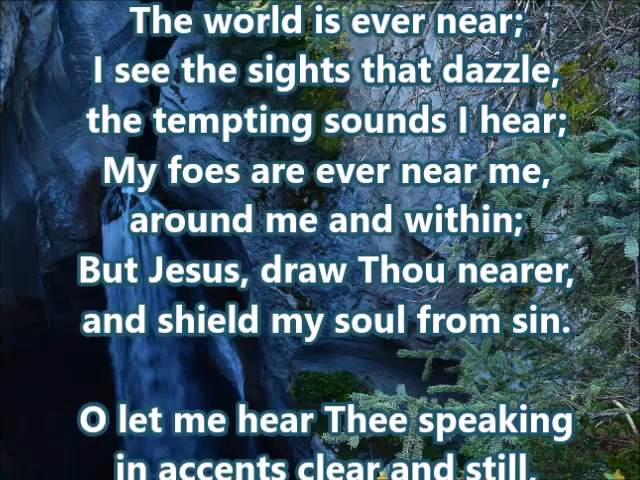 The world is ever near;
I see the sights that dazzle,
the tempting sounds I hear;
My foes are ever near me,
around me and within;
But Jesus, draw Thou nearer,
and shield my soul from sin.
O let me hear Thee speaking
in accents clear and still,